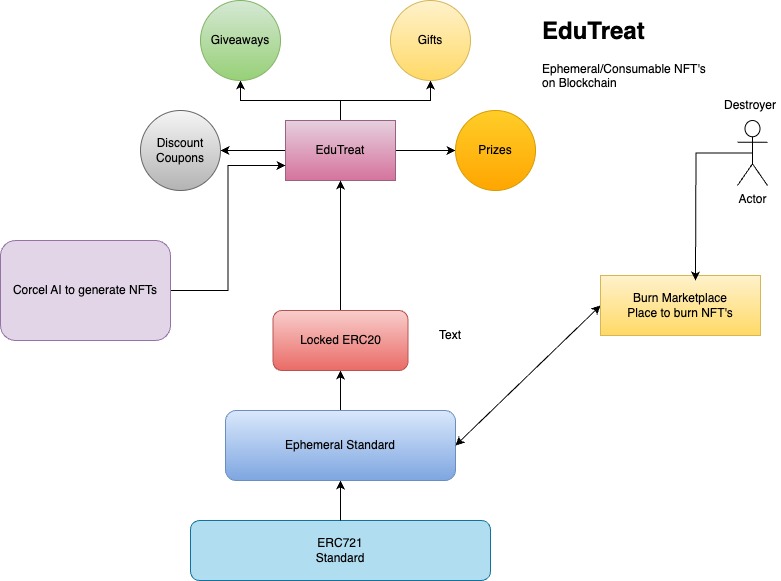 EduTreat
Ephemeral/Consumable NFT's
on Blockchain
Giveaways
Gifts
Destroyer
Discount
Coupons
EduTreat
Prizes
Actor
Corcel AI to generate NFTs
Burn Marketplace
Place to burn NFT's
Locked ERC20
Text
Ephemeral Standard
ERC721
Standard